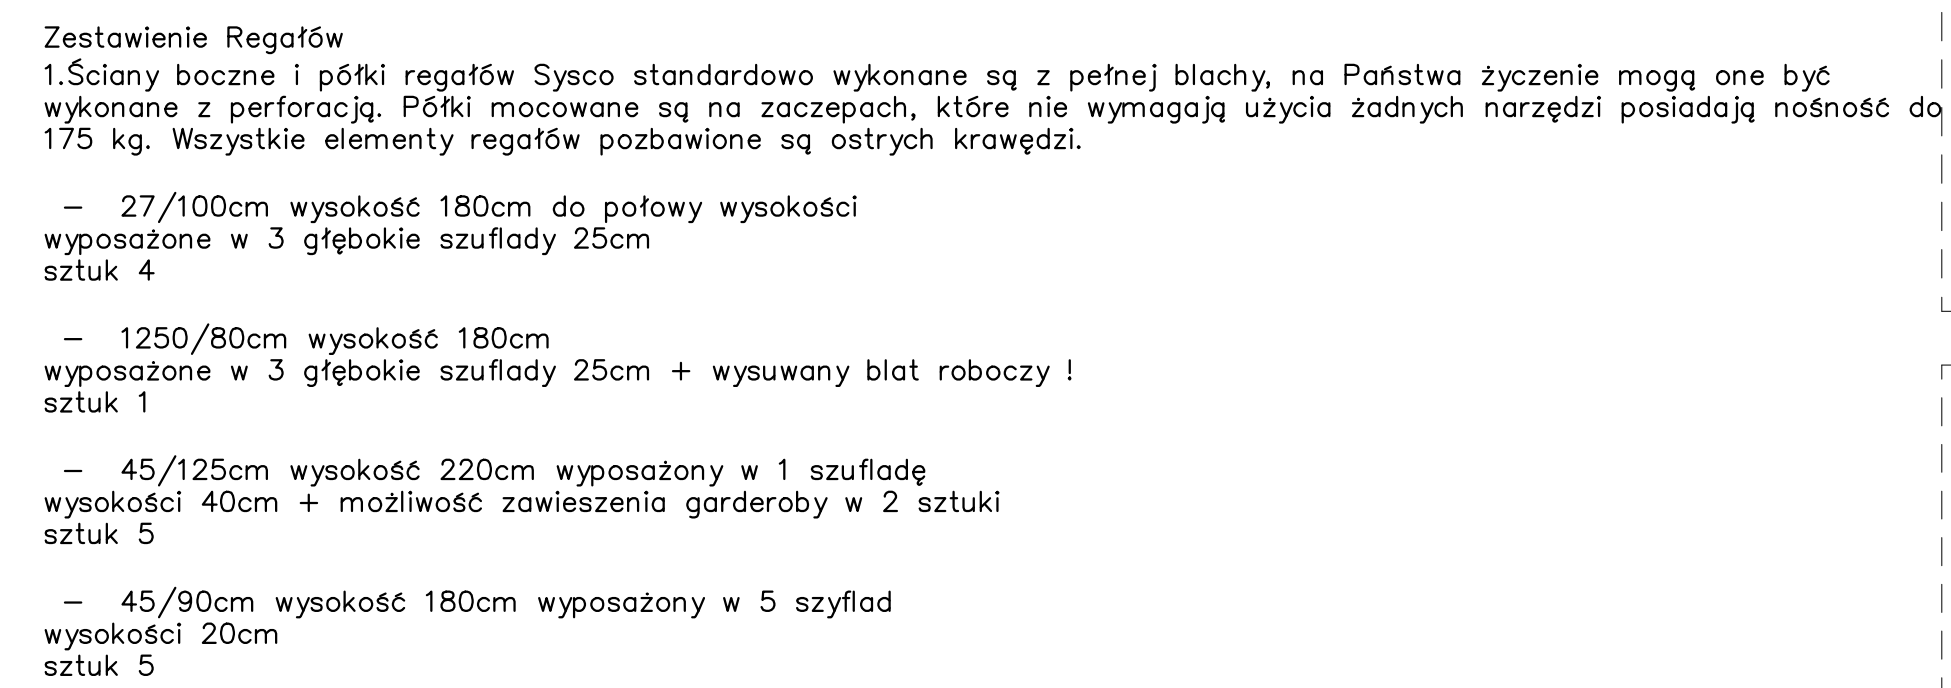 Zestawienie Regałów
1.Ściany boczne i półki regałów Sysco standardowo wykonane są z pełnej blachy, na Państwa życzenie mogą one być
wykonane z perforacją. Półki mocowane są na zaczepach, które nie wymagają użycia żadnych narzędzi posiadają nośność do
175 kg. Wszystkie elementy regałów pozbawione są ostrych krawędzi.
– 27/100cm wysokość 180cm do połowy wysokości
wyposażone w 3 głębokie szuflady 25cm
sztuk 4
– 1250/80cm wysokość 180cm
wyposażone w 3 głębokie szuflady 25cm + wysuwany blat roboczy !
sztuk 1
– 45/125cm wysokość 220cm wyposażony w 1 szufladę
wysokości 40cm + możliwość zawieszenia garderoby w 2 sztuki
sztuk 5
– 45/90cm wysokość 180cm wyposażony w 5 szyflad
wysokości 20cm
sztuk 5